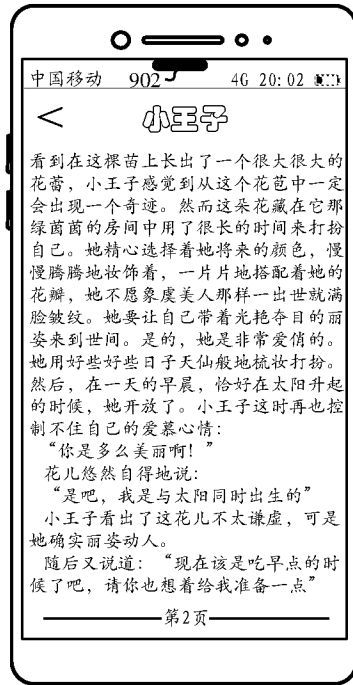 中国移动 902 4G 20:02
<
小王子
看到在这棵苗上长出了一个很大很大的
花蕾，小王子感觉到从这个花苞中一定
会出现一个奇迹。然而这朵花藏在它那
绿茵茵的房间中用了很长的时间来打扮
自己。她精心选择着她将来的颜色，慢
慢腾腾地妆饰着，一片片地搭配着她的
花瓣，她不愿象虞美人那样一出世就满
脸皱纹。她要让自己带着光艳夺目的丽
姿来到世间。是的，她是非常爱俏的。
她用好些好些日子天仙般地梳妆打扮。
然后，在一天的早晨，恰好在太阳升起
的时候，她开放了。小王子这时再也控
制不住自己的爱慕心情：
“你是多么美丽啊！”
花儿悠然自得地说：
“是吧，我是与太阳同时出生的”
小王子看出了这花儿不太谦虚，可是
她确实丽姿动人。
随后又说道：“现在该是吃早点的时
候了吧，请你也想着给我准备一点”
第2页